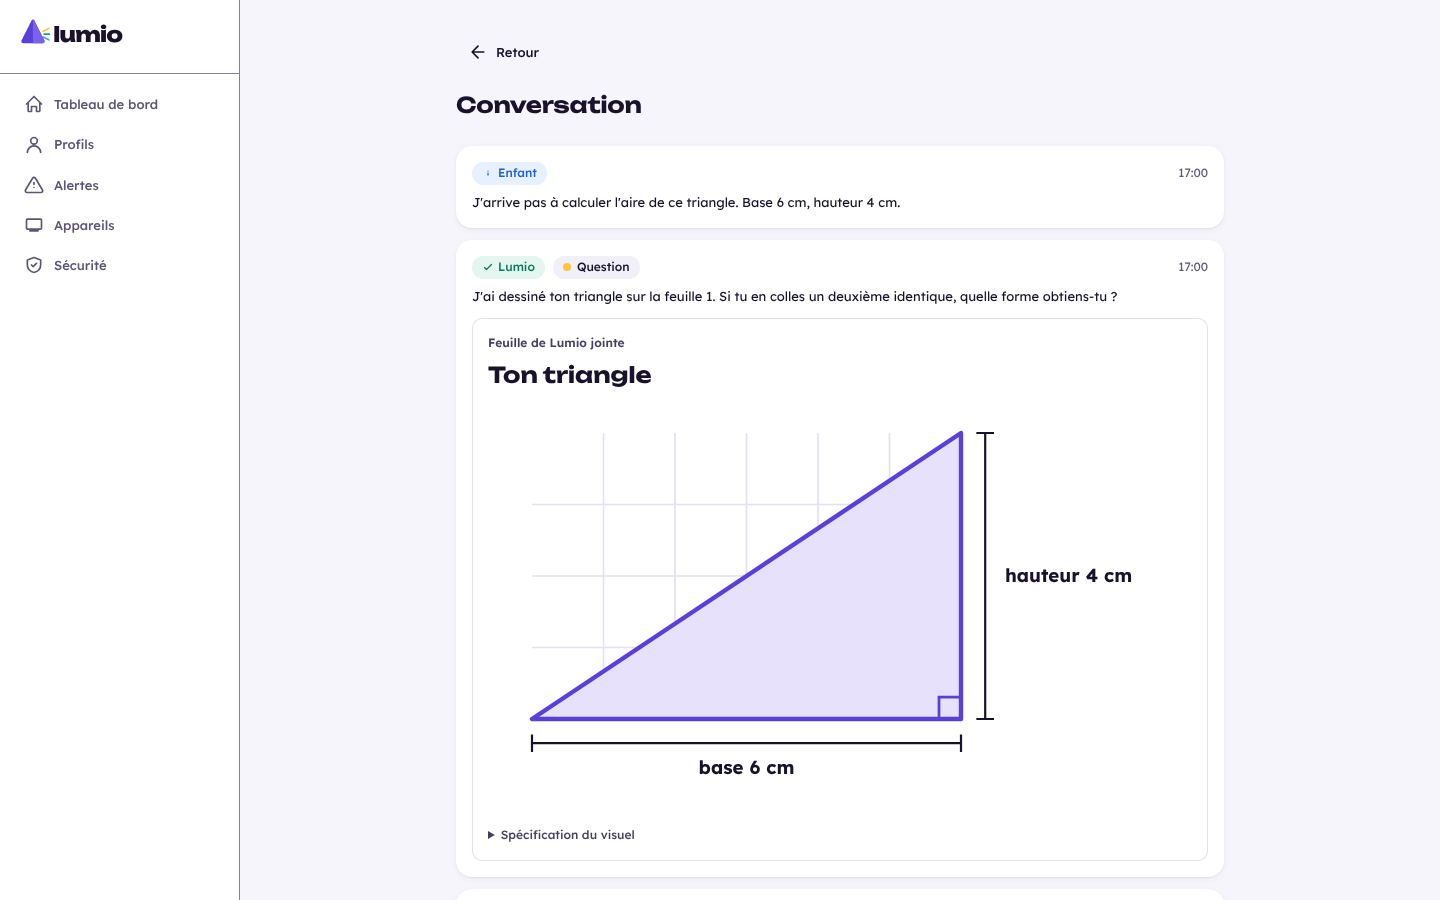 lumio
Tableau de bord
Profils
Alertes
Appareils
Sécurité
Retour
Conversation
Enfant
17:00
J'arrive pas à calculer l'aire de ce triangle. Base 6 cm, hauteur 4 cm.
Lumio
Question
17:00
J'ai dessiné ton triangle sur la feuille 1. Si tu en colles un deuxième identique, quelle forme obtiens-tu ?
Feuille de Lumio jointe
Ton triangle
hauteur 4 cm
base 6 cm
Spécification du visuel